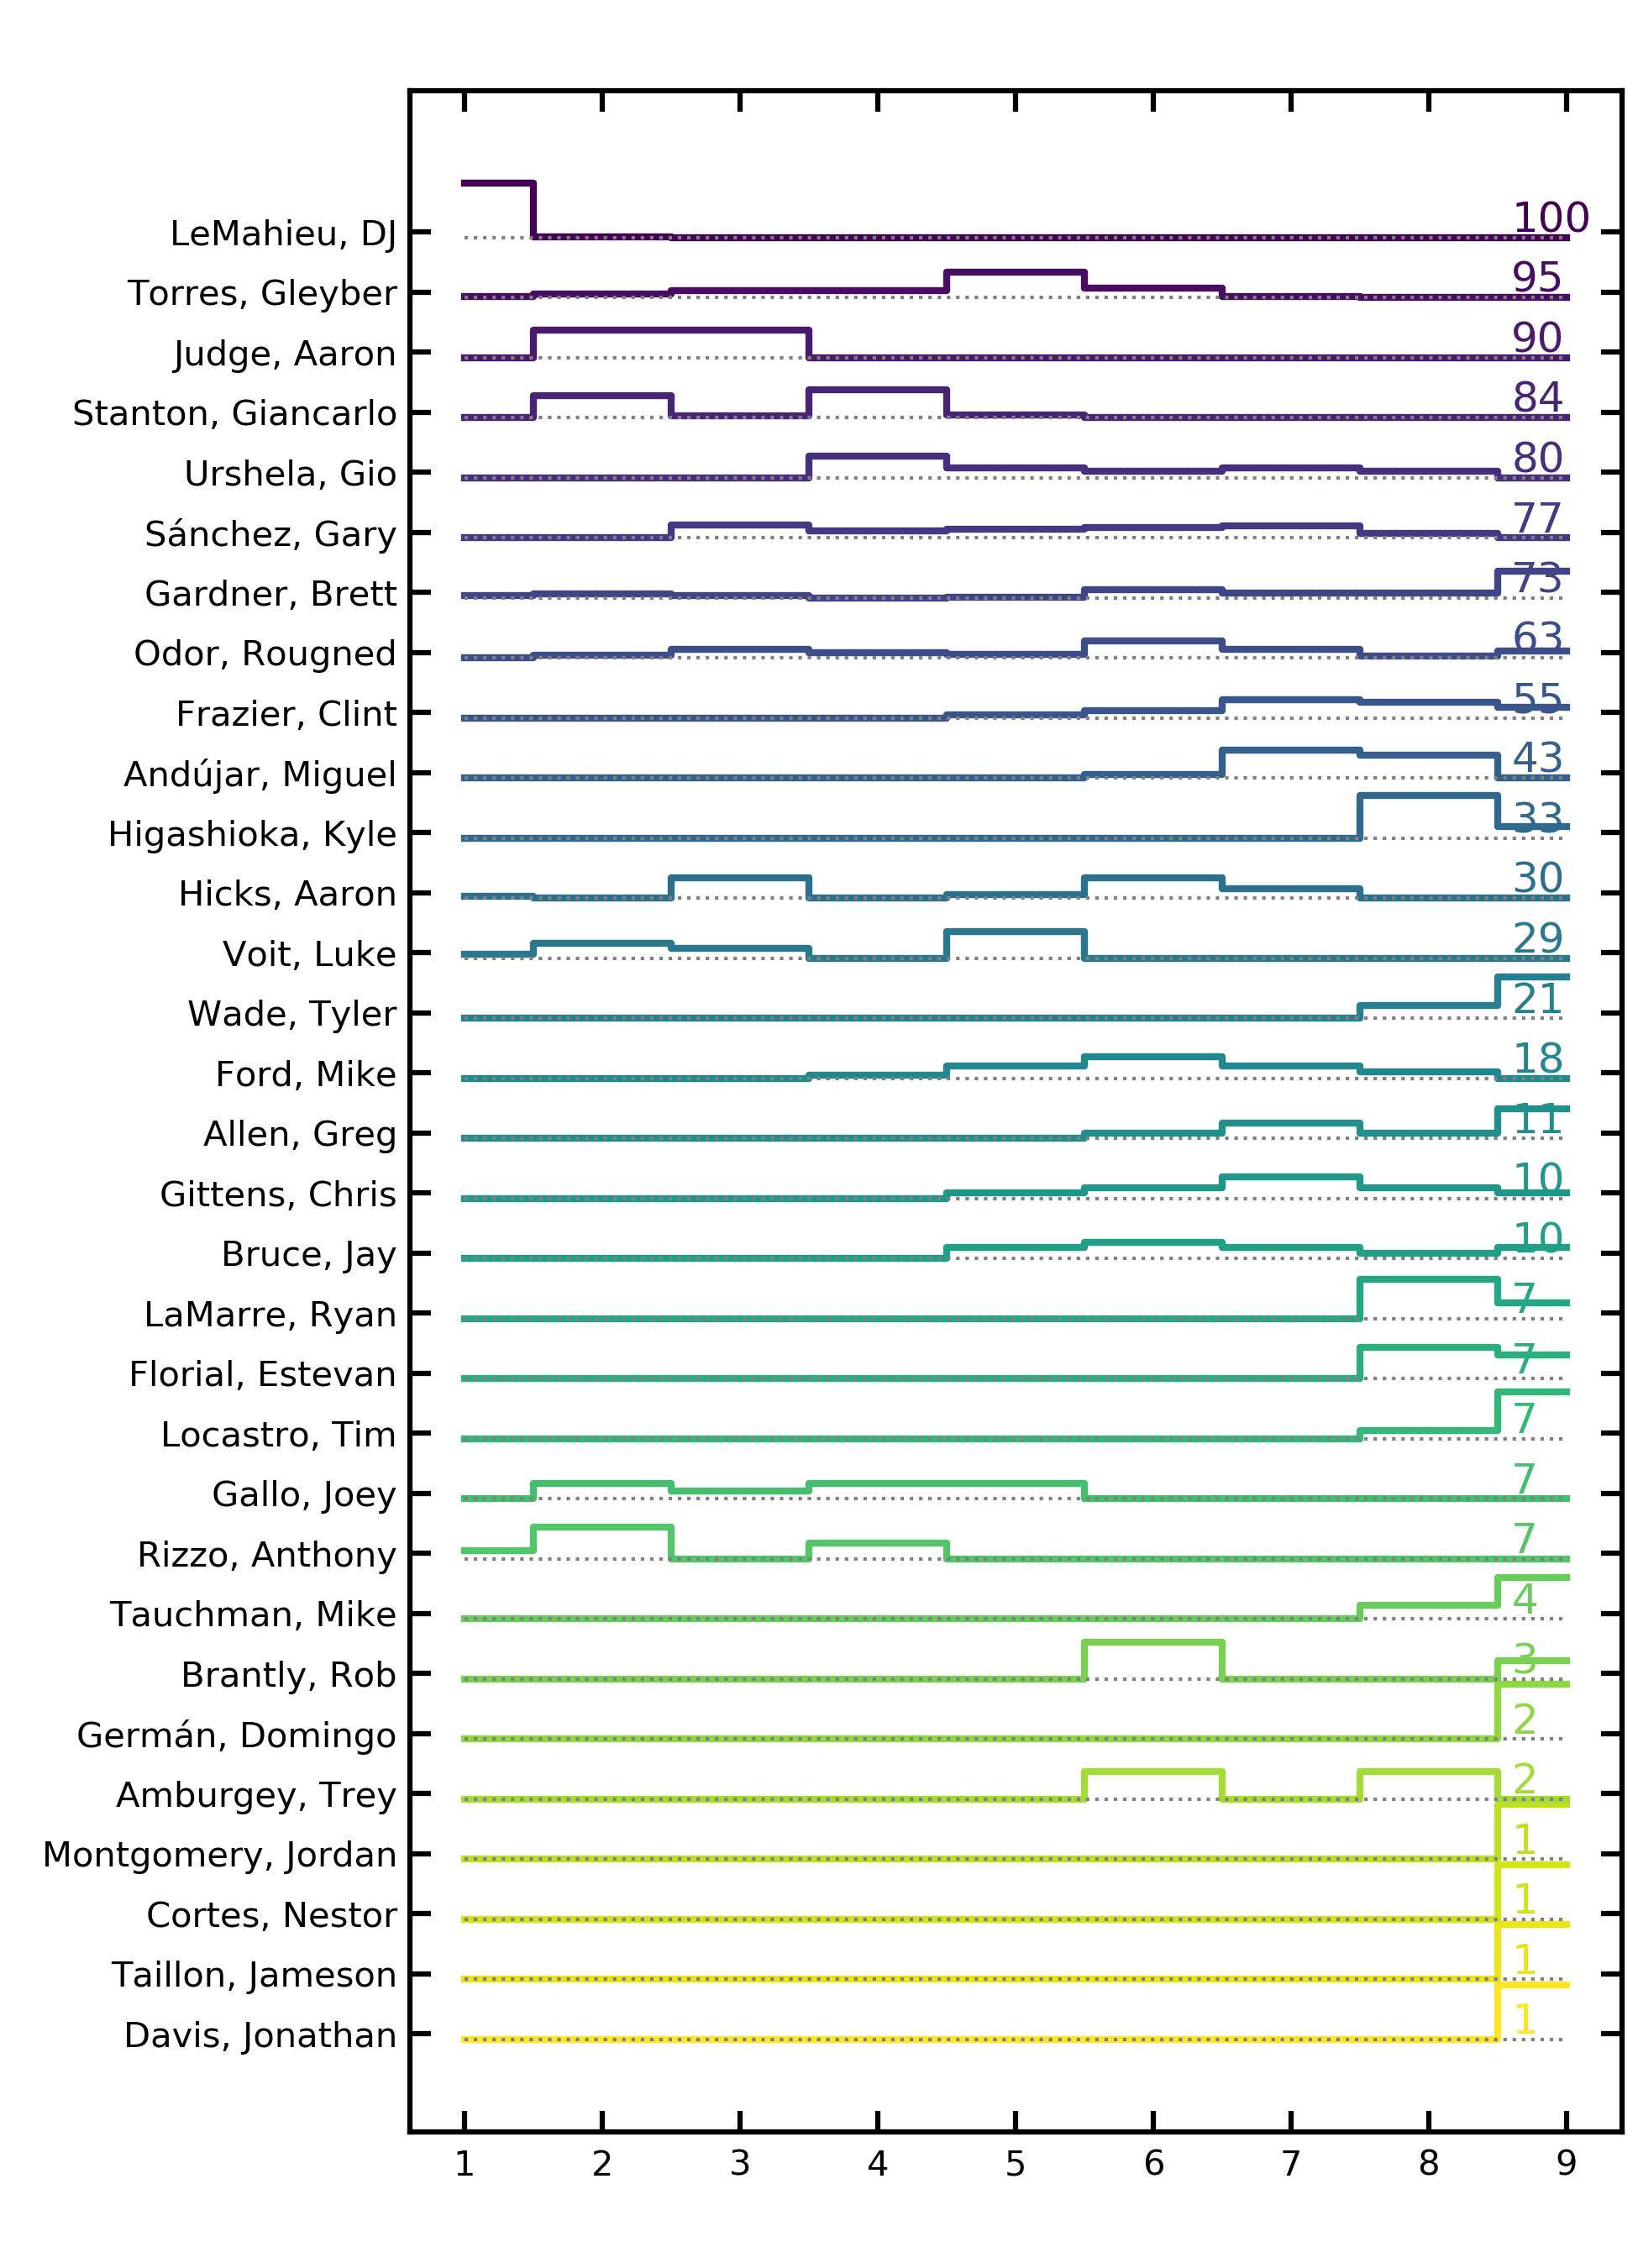 LeMahieu, DJ 100
Torres, Gleyber 95
Judge, Aaron 90
Stanton, Giancarlo 84
Urshela, Gio 80
Sánchez, Gary 77
Gardner, Brett 73
Odor, Rougned 63
Frazier, Clint 55
Andújar, Miguel 43
Higashioka, Kyle 33
Hicks, Aaron 30
Voit, Luke 29
Wade, Tyler 21
Ford, Mike 18
Allen, Greg 11
Gittens, Chris 10
Bruce, Jay 10
LaMarre, Ryan 7
Florial, Estevan 7
Locastro, Tim 7
Gallo, Joey 7
Rizzo, Anthony 7
Tauchman, Mike 4
Brantly, Rob 3
Germán, Domingo 2
Amburgey, Trey 2
Montgomery, Jordan 1
Cortes, Nestor 1
Taillon, Jameson 1
Davis, Jonathan 1
1 2 3 4 5 6 7 8 9